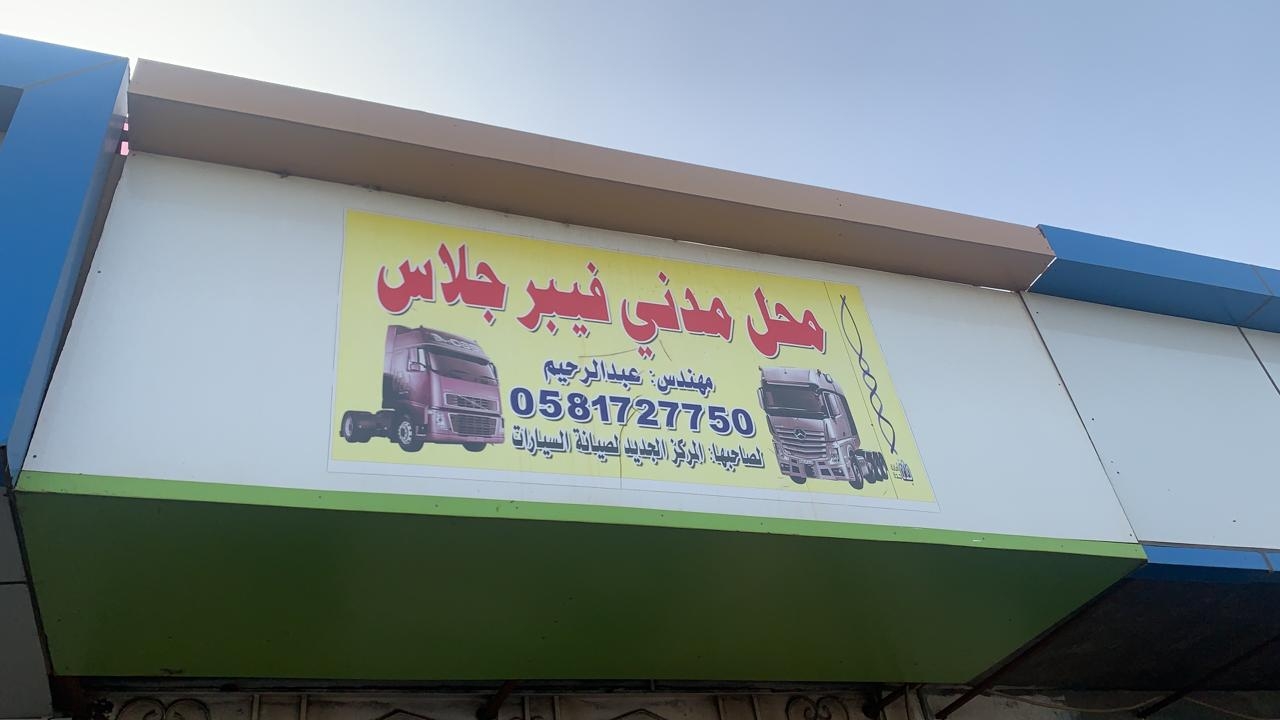 محل مدني فيبر جلاس
مهندس: عبدالرحيم
0581727750
لصاحبها: المركز الجديد لصيانة السيارات